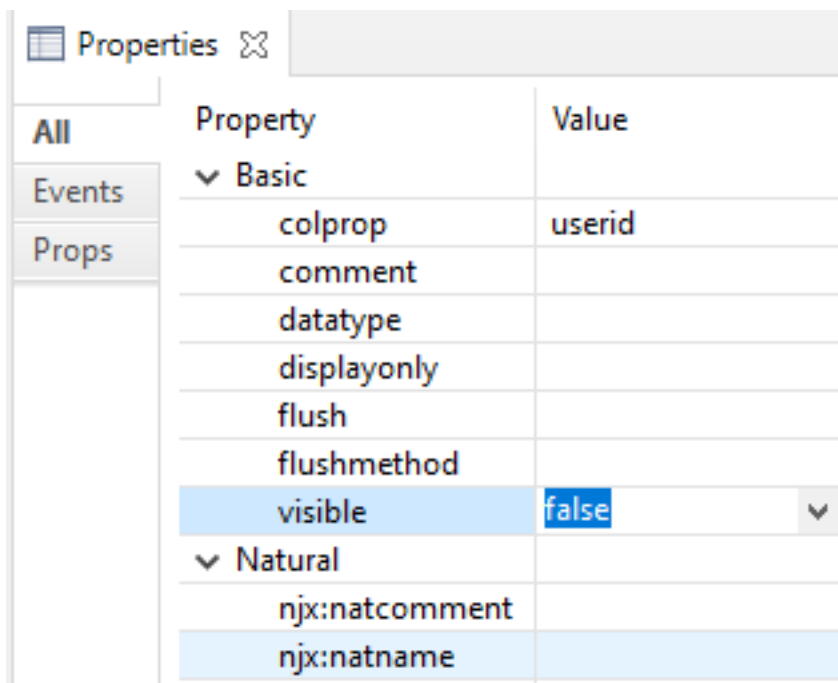 Properties
All
Events
Props
Property Value
Basic
colprop userid
comment
datatype
displayonly
flush
flushmethod
visible false
Natural
njx:natcomment
njx:natname